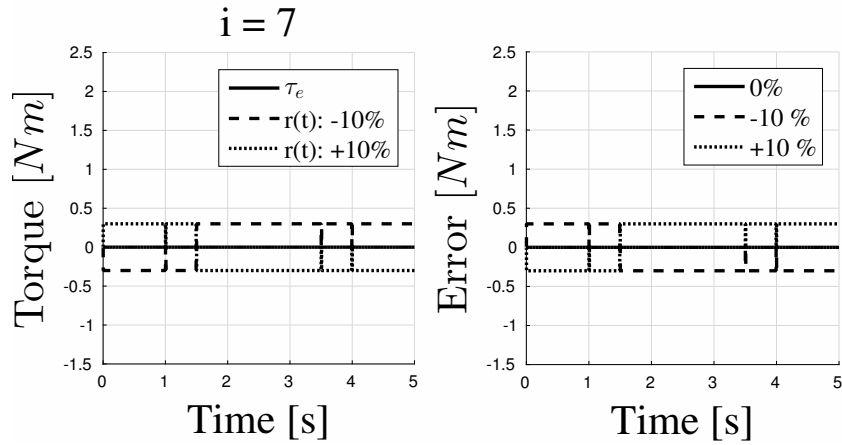 i = 7
Torque [Nm]
2.5
2
1.5
1
0.5
0
-0.5
-1
-1.5
τe
r(t): -10%
r(t): +10%
0 1 2 3 4 5
Time [s]
Error [Nm]
2.5
2
1.5
1
0.5
0
-0.5
-1
-1.5
0%
-10 %
+10 %
0 1 2 3 4 5
Time [s]